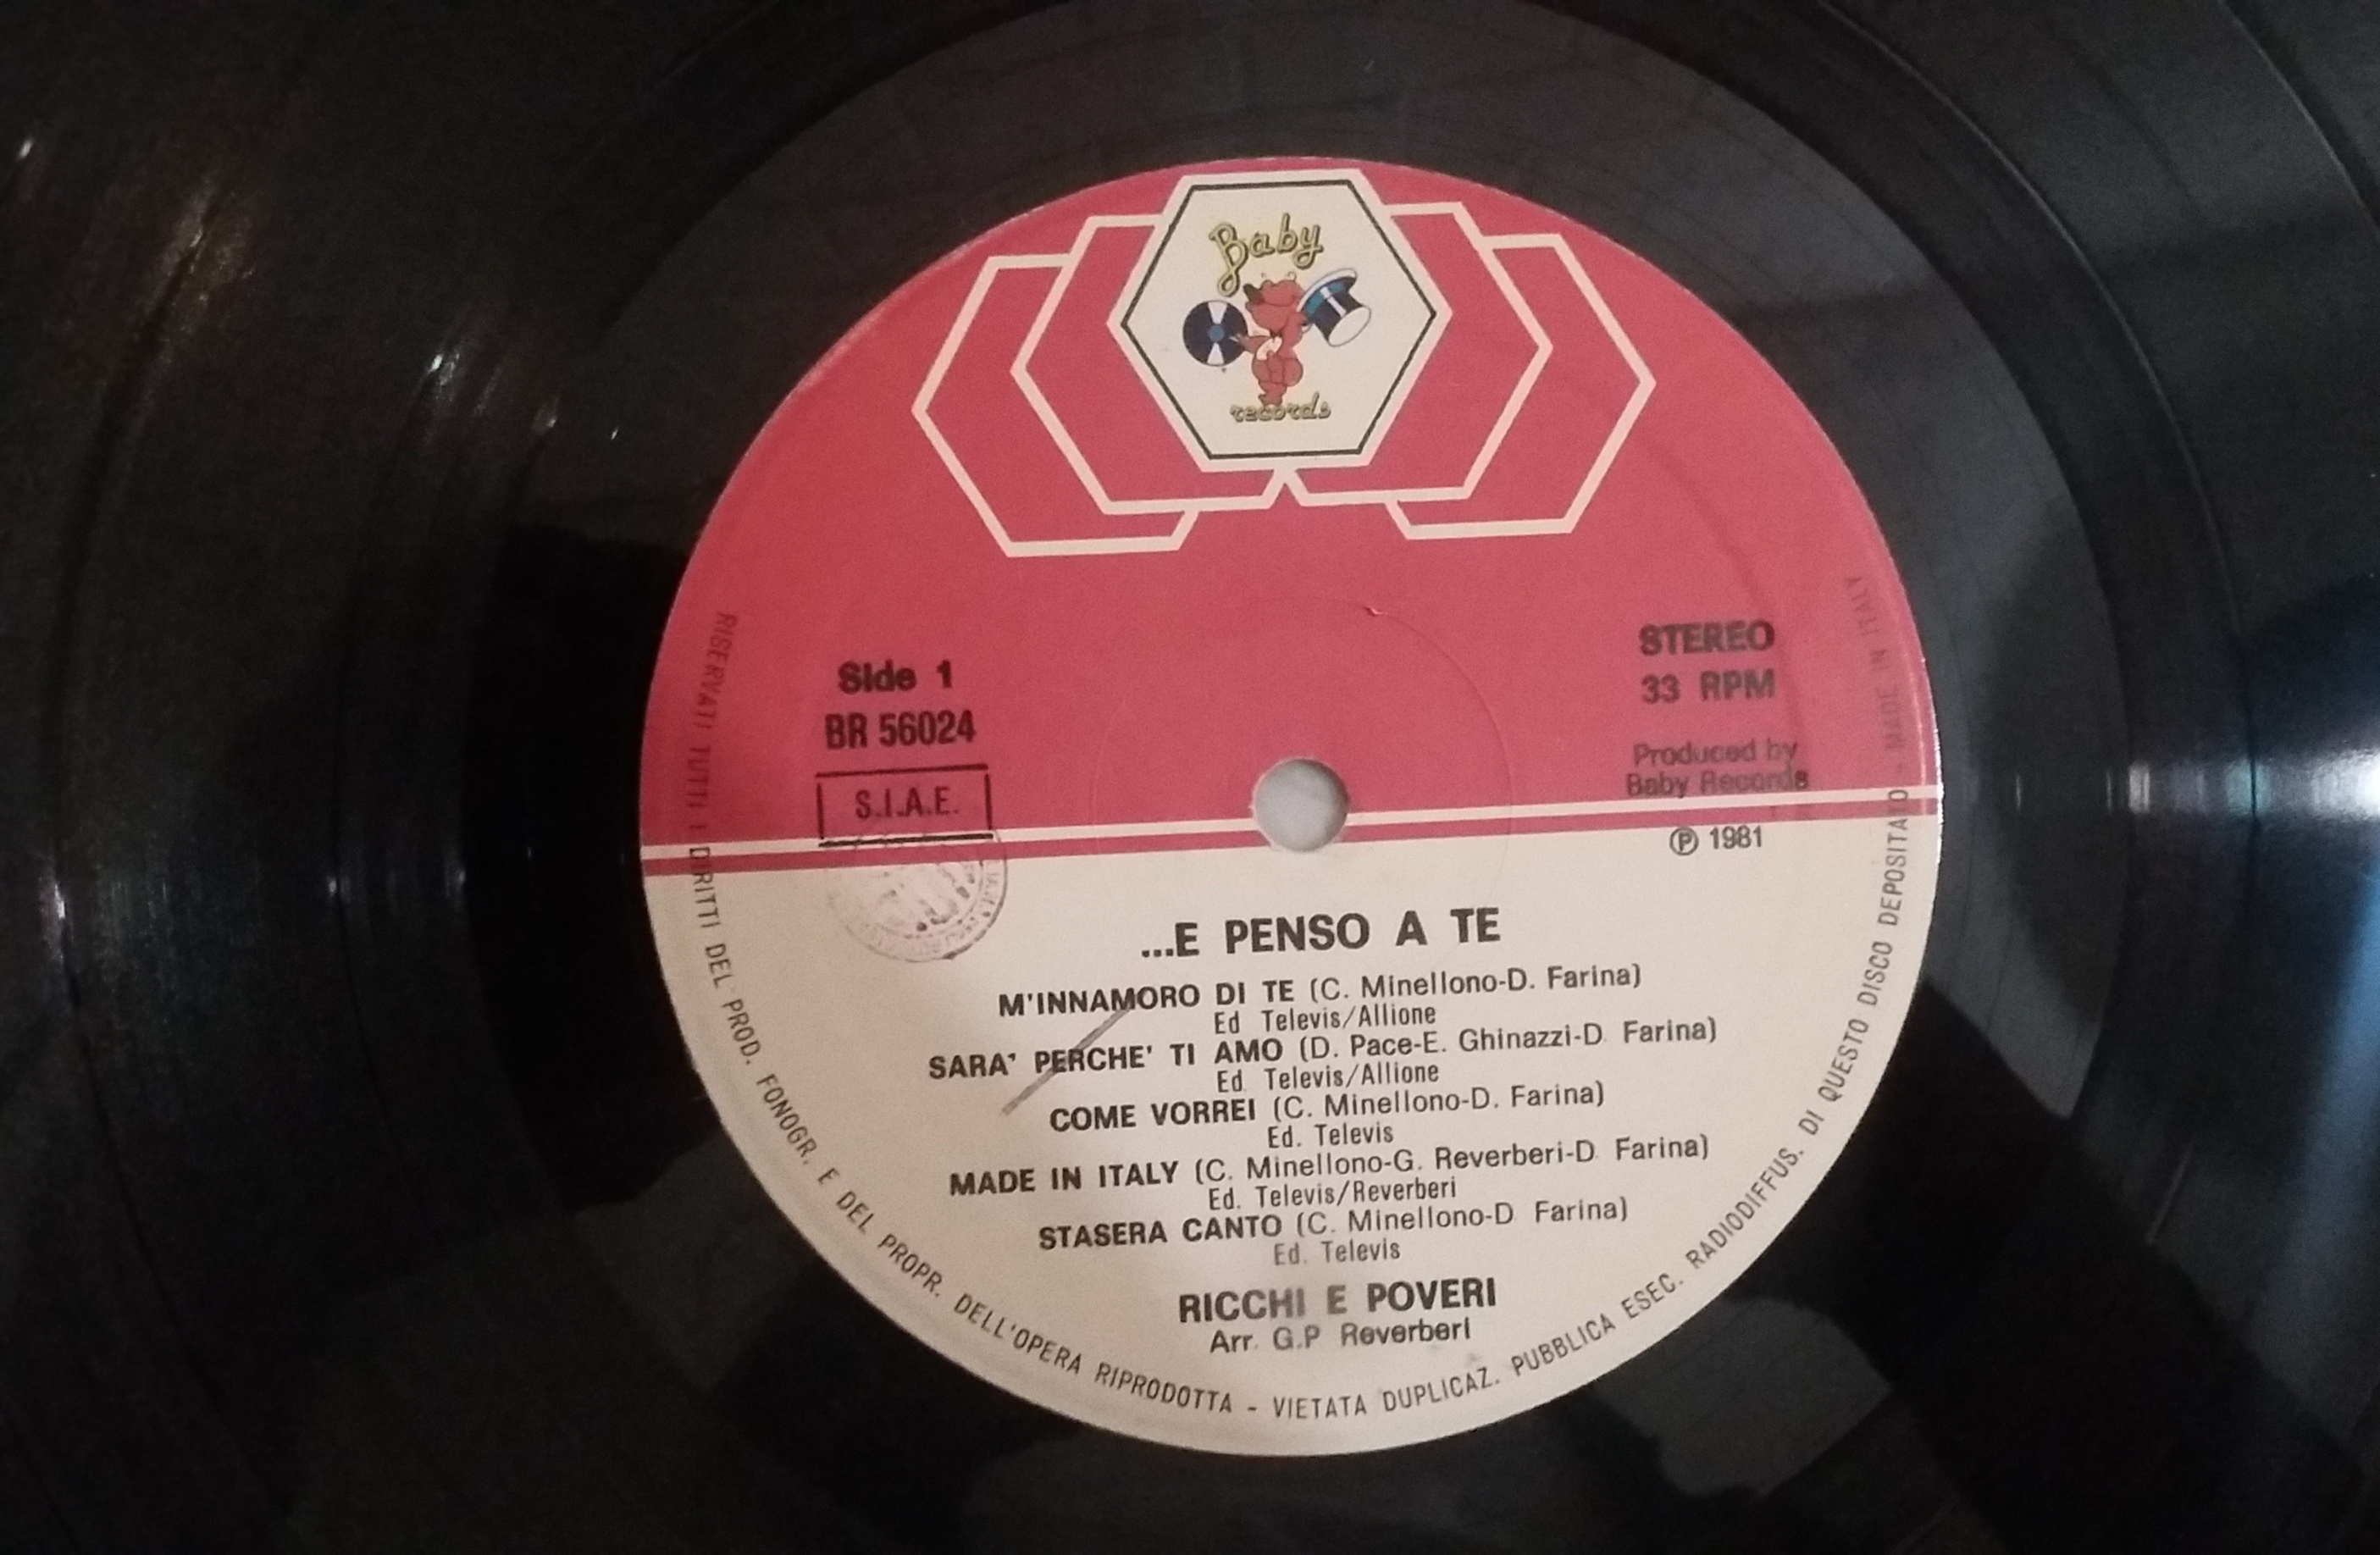 Baby
records
Side 1
BR 56024
S.I.A.E.
STEREO
33 RPM
Produced by
Baby Records
℗ 1981
...E PENSO A TE
M'INNAMORO DI TE (C. Minellono-D. Farina)
Ed Televis/Allione
SARA' PERCHE' TI AMO (D. Pace-E. Ghinazzi-D. Farina)
Ed. Televis/Allione
COME VORREI (C. Minellono-D. Farina)
Ed. Televis
MADE IN ITALY (C. Minellono-G. Reverberi-D. Farina)
Ed. Televis/Reverberi
STASERA CANTO (C. Minellono-D Farina)
Ed. Televis
RICCHI E POVERI
Arr. G.P Reverberi
RISERVATI TUTTI I DIRITTI DEL PROD. FONOGR. E DEL PROPR. DELL'OPERA RIPRODOTTA - VIETATA DUPLICAZ. PUBBLICA ESEC. RADIODIFFUS. DI QUESTO DISCO DEPOSITATO - MADE IN ITALY